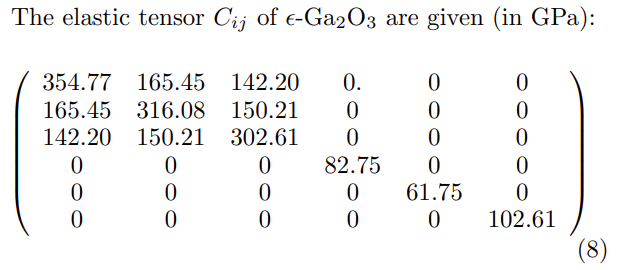 The elastic tensor Cij of ϵ-Ga2O3 are given (in GPa):
354.77 165.45 142.20 0. 0 0
165.45 316.08 150.21 0 0 0
142.20 150.21 302.61 0 0 0
0 0 0 82.75 0 0
0 0 0 0 61.75 0
0 0 0 0 0 102.61
(8)